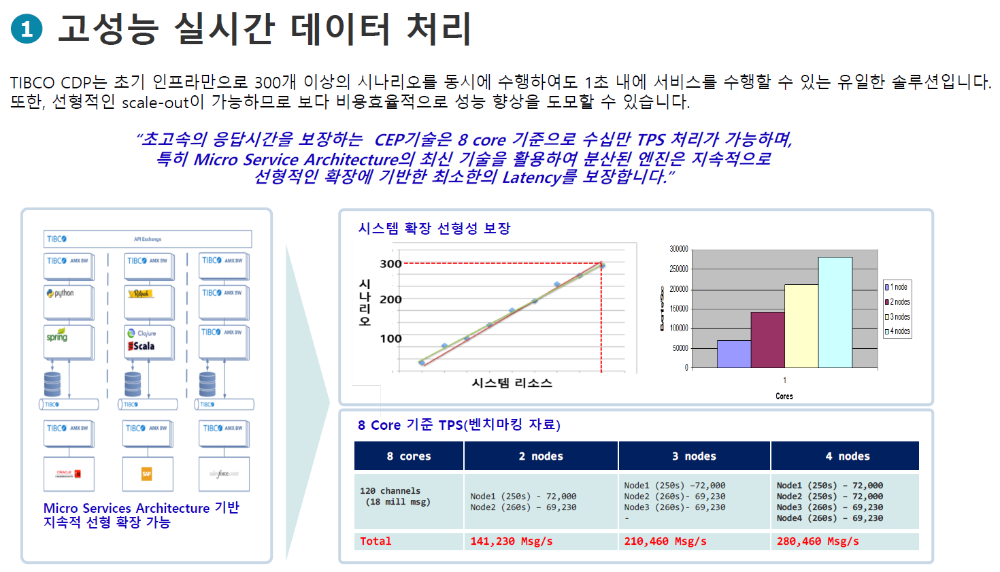 1 고성능 실시간 데이터 처리
TIBCO CDP는 초기 인프라만으로 300개 이상의 시나리오를 동시에 수행하여도 1초 내에 서비스를 수행할 수 있는 유일한 솔루션입니다.
또한, 선형적인 scale-out이 가능하므로 보다 비용효율적으로 성능 향상을 도모할 수 있습니다.
“초고속의 응답시간을 보장하는 CEP기술은 8 core 기준으로 수십만 TPS 처리가 가능하며,
특히 Micro Service Architecture의 최신 기술을 활용하여 분산된 엔진은 지속적으로
선형적인 확장에 기반한 최소한의 Latency를 보장합니다.”
TIBCO API Exchange
TIBCO AMX BW TIBCO AMX BW TIBCO AMX BW
python Ratpack TIBCO AMX BW
spring Clojure Scala TIBCO AMX BW
TIBCO TIBCO TIBCO
TIBCO AMX BW TIBCO AMX BW TIBCO AMX BW
ORACLE E-BUSINESS SUITE SAP salesforce.com
Micro Services Architecture 기반
지속적 선형 확장 가능
시스템 확장 선형성 보장
시나리오
300
200
100
시스템 리소스
300000
250000
200000
150000
100000
50000
0
1
Cores
1 node
2 nodes
3 nodes
4 nodes
8 Core 기준 TPS(벤치마킹 자료)
8 cores 2 nodes 3 nodes 4 nodes
120 channels
(18 mill msg)
Node1 (250s) - 72,000
Node2 (260s) – 69,230
Node1 (250s) –72,000
Node2 (260s)- 69,230
Node3 (260s)- 69,230
-
Node1 (250s) – 72,000
Node2 (250s) – 72,000
Node3 (260s) – 69,230
Node4 (260s) – 69,230
Total 141,230 Msg/s 210,460 Msg/s 280,460 Msg/s